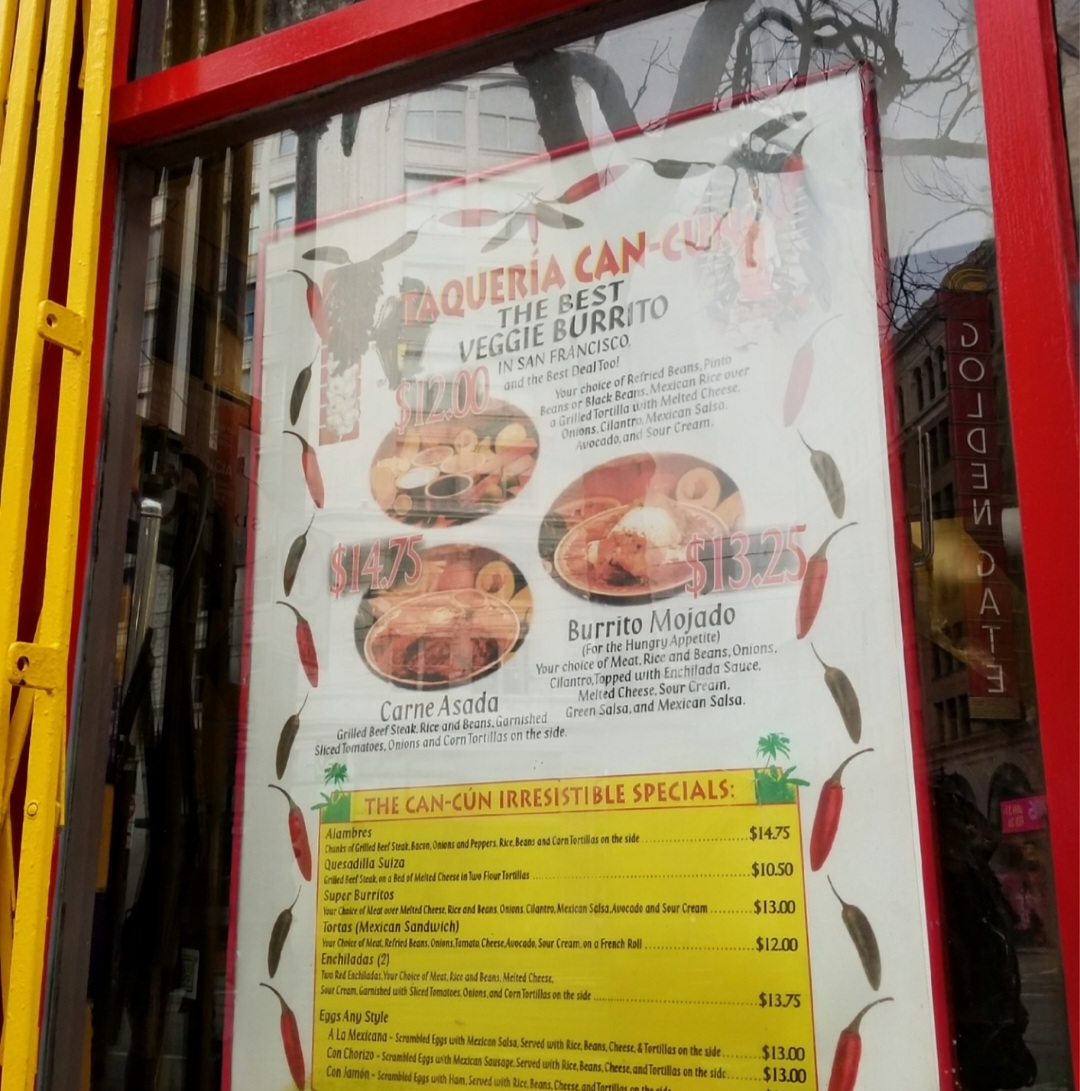 TAQUERÍA CAN-CÚN
THE BEST
VEGGIE BURRITO
IN SAN FRANCISCO,
and the Best Deal Too!
$12.00
Your choice of Refried Beans, Pinto
Beans or Black Beans, Mexican Rice over
a Grilled Tortilla with Melted Cheese,
Onions, Cilantro, Mexican Salsa,
Avocado, and Sour Cream.
$14.75
$13.25
Burrito Mojado
(For the Hungry Appetite)
Your choice of Meat, Rice and Beans, Onions,
Cilantro, Topped with Enchilada Sauce,
Melted Cheese, Sour Cream,
Green Salsa, and Mexican Salsa.
Carne Asada
Grilled Beef Steak, Rice and Beans, Garnished
Sliced Tomatoes, Onions and Corn Tortillas on the side.
THE CAN-CÚN IRRESISTIBLE SPECIALS:
Alambres
Chunks of Grilled Beef Steak, Bacon, Onions and Peppers, Rice, Beans and Corn Tortillas on the side ........ $14.75
Quesadilla Suiza
Grilled Beef Steak, on a Bed of Melted Cheese in Two Flour Tortillas ........ $10.50
Super Burritos
Your Choice of Meat over Melted Cheese, Rice and Beans, Onions, Cilantro, Mexican Salsa, Avocado and Sour Cream ........ $13.00
Tortas (Mexican Sandwich)
Your Choice of Meat, Refried Beans, Onions, Tomato, Cheese, Avocado, Sour Cream, on a French Roll ........ $12.00
Enchiladas (2)
Two Red Enchiladas, Your Choice of Meat, Rice and Beans, Melted Cheese,
Sour Cream, Garnished with Sliced Tomatoes, Onions, and Corn Tortillas on the side ........ $13.75
Eggs Any Style
A La Mexicana - Scrambled Eggs with Mexican Salsa, Served with Rice, Beans, Cheese, & Tortillas on the side ........ $13.00
Con Chorizo - Scrambled Eggs with Mexican Sausage, Served with Rice, Beans, Cheese, and Tortillas on the side ........ $13.00
Con Jamón - Scrambled Eggs with Ham, Served with Rice, Beans, Cheese, and Tortillas on the side
GOLDEN GATE